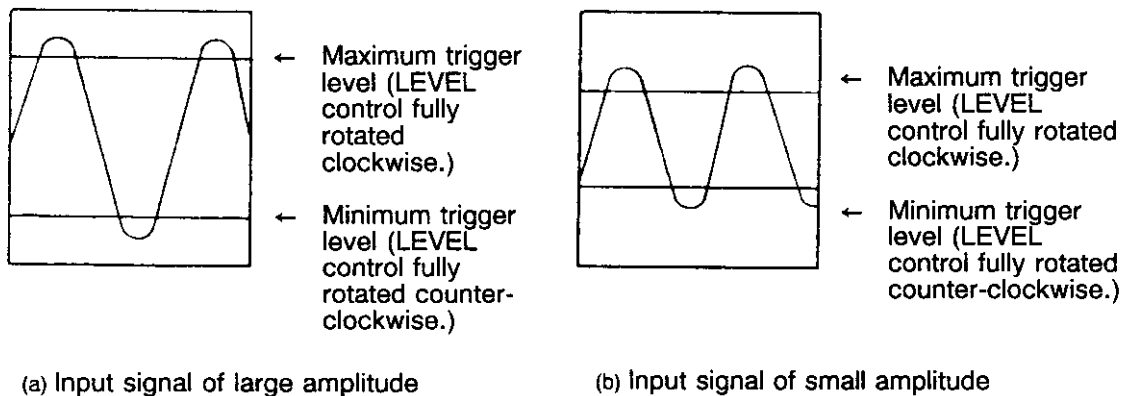 ← Maximum trigger
level (LEVEL
control fully
rotated
clockwise.)
← Minimum trigger
level (LEVEL
control fully
rotated counter-
clockwise.)
(a) Input signal of large amplitude
← Maximum trigger
level (LEVEL
control fully rotated
clockwise.)
← Minimum trigger
level (LEVEL
control fully rotated
counter-clockwise.)
(b) Input signal of small amplitude